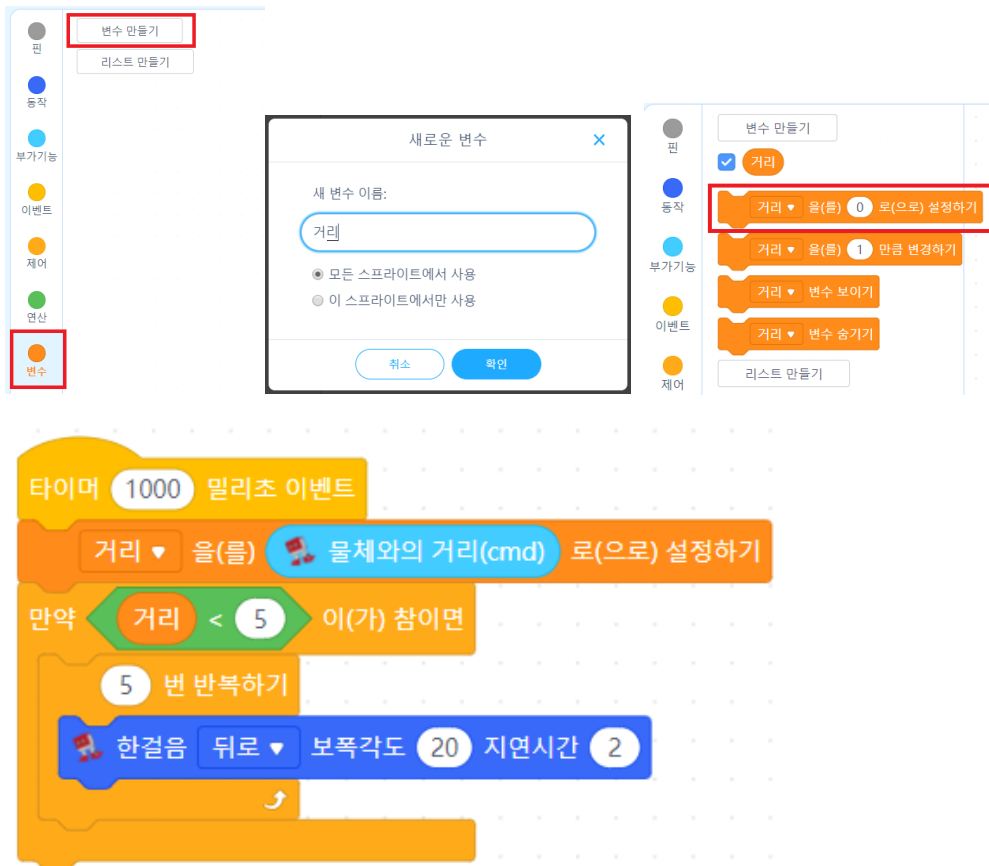 변수 만들기
리스트 만들기
핀
동작
부가기능
이벤트
제어
연산
변수
새로운 변수
새 변수 이름:
거리
모든 스프라이트에서 사용
이 스프라이트에서만 사용
취소 확인
변수 만들기
거리
거리 을(를) 0 로(으로) 설정하기
거리 을(를) 1 만큼 변경하기
거리 변수 보이기
거리 변수 숨기기
리스트 만들기
핀
동작
부가기능
이벤트
제어
타이머 1000 밀리초 이벤트
거리 을(를) 물체와의 거리(cmd) 로(으로) 설정하기
만약 거리 < 5 이(가) 참이면
5 번 반복하기
한걸음 뒤로 보폭각도 20 지연시간 2